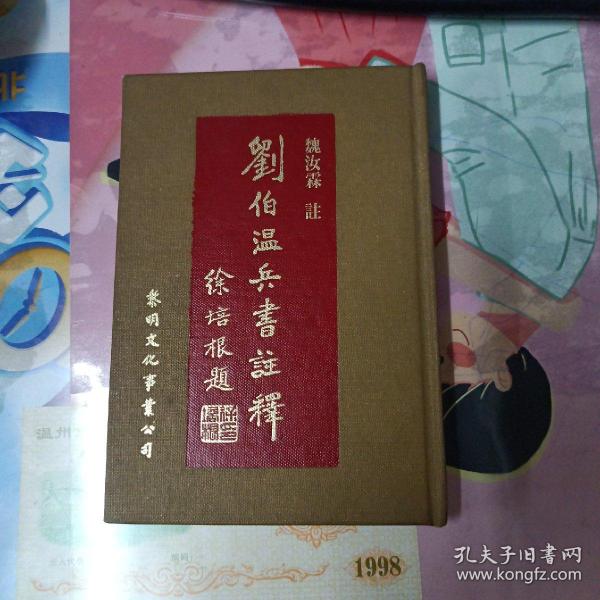 魏汝霖 註
劉伯温兵書註釋
徐培根題
黎明文化事業公司
1998
孔夫子旧书网
www.kongfz.com